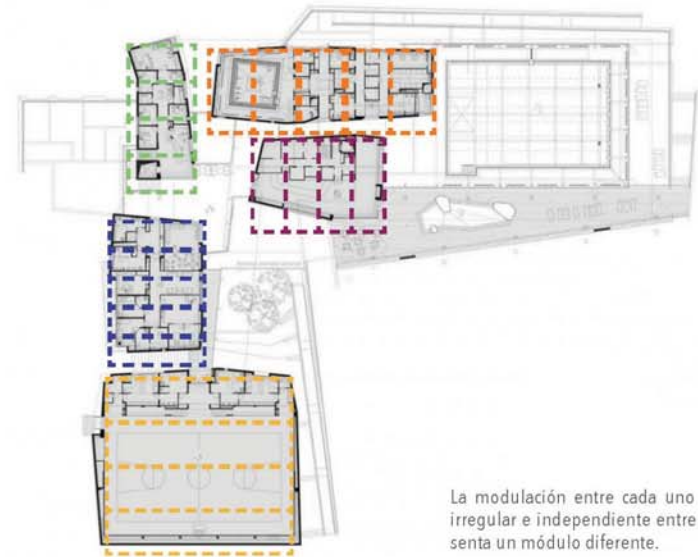 La modulación entre cada uno
irregular e independiente entre
senta un módulo diferente.